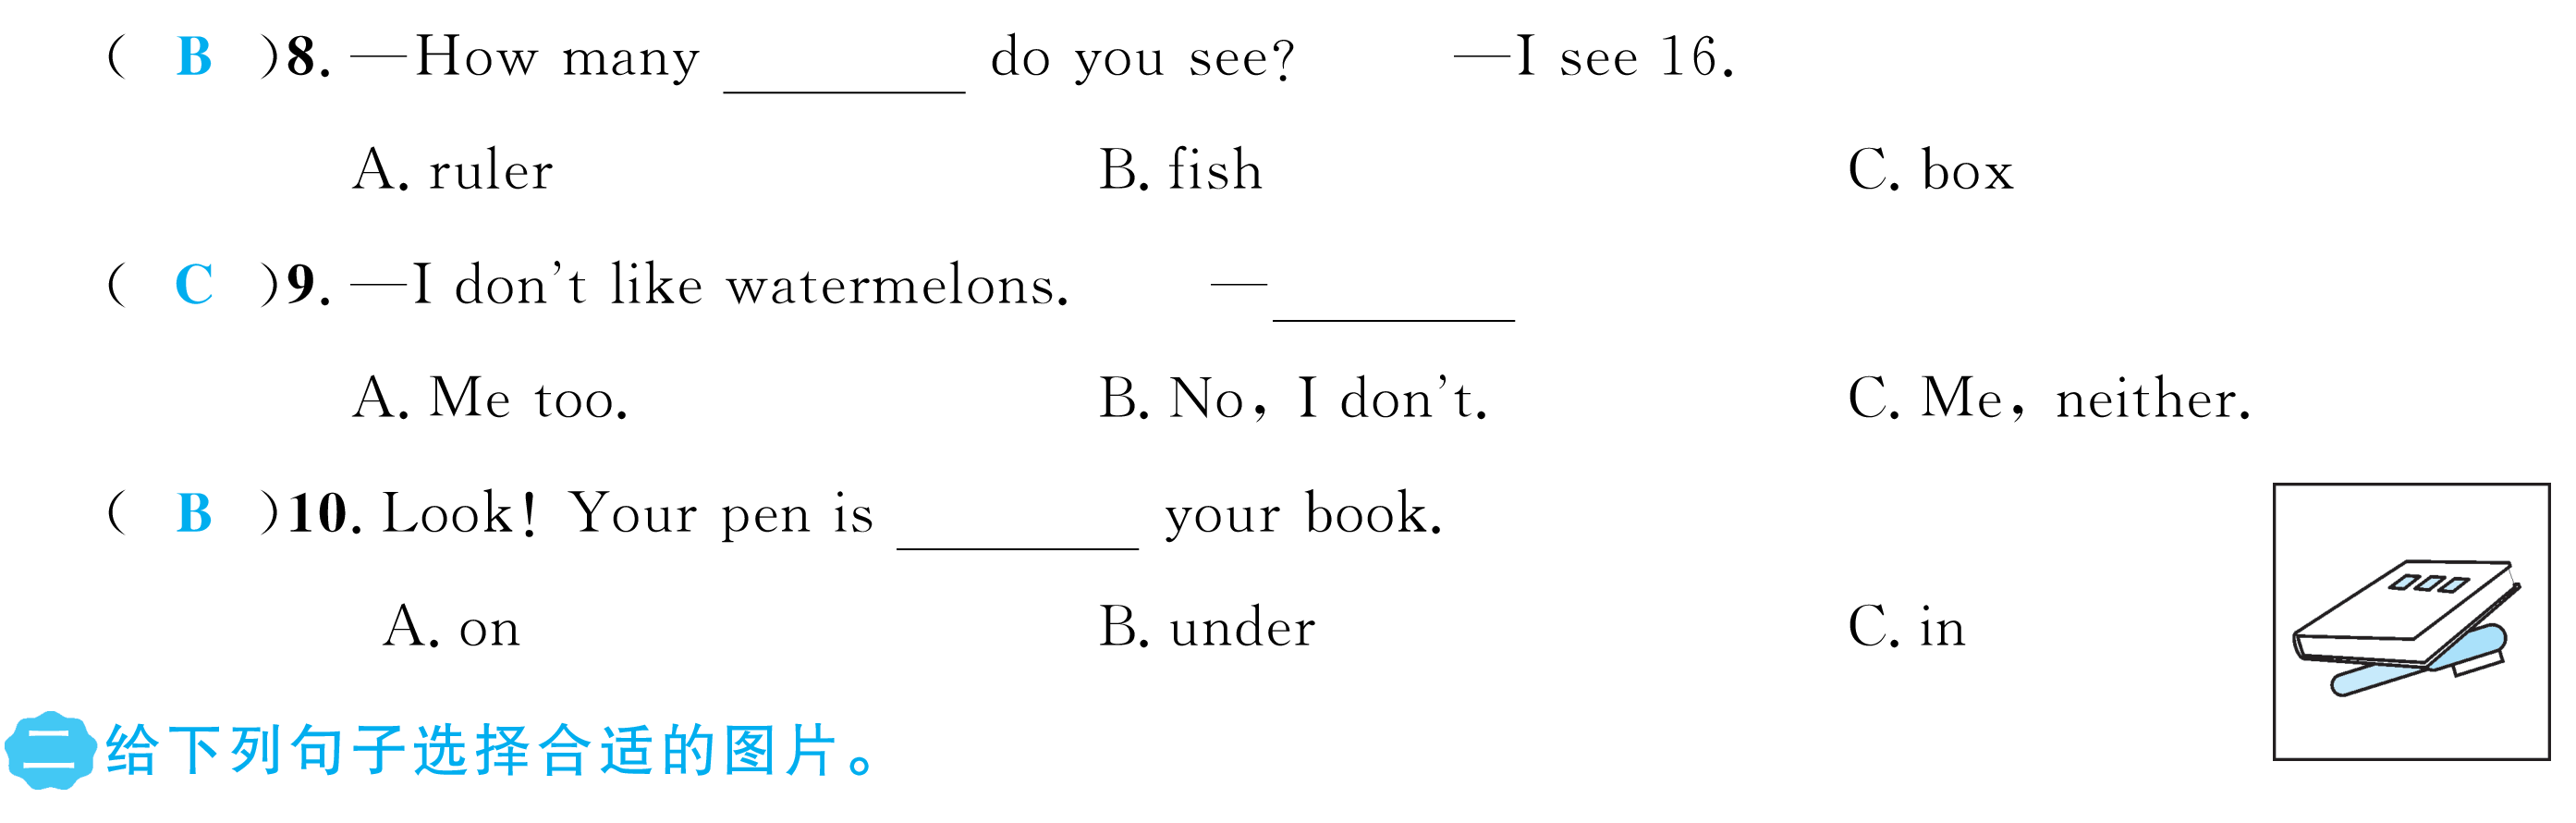 ( B )8. —How many ________ do you see? —I see 16.
A. ruler B. fish C. box
( C )9. —I don't like watermelons. —________
A. Me too. B. No, I don't. C. Me, neither.
( B )10. Look! Your pen is ________ your book.
A. on B. under C. in
二 给下列句子选择合适的图片。